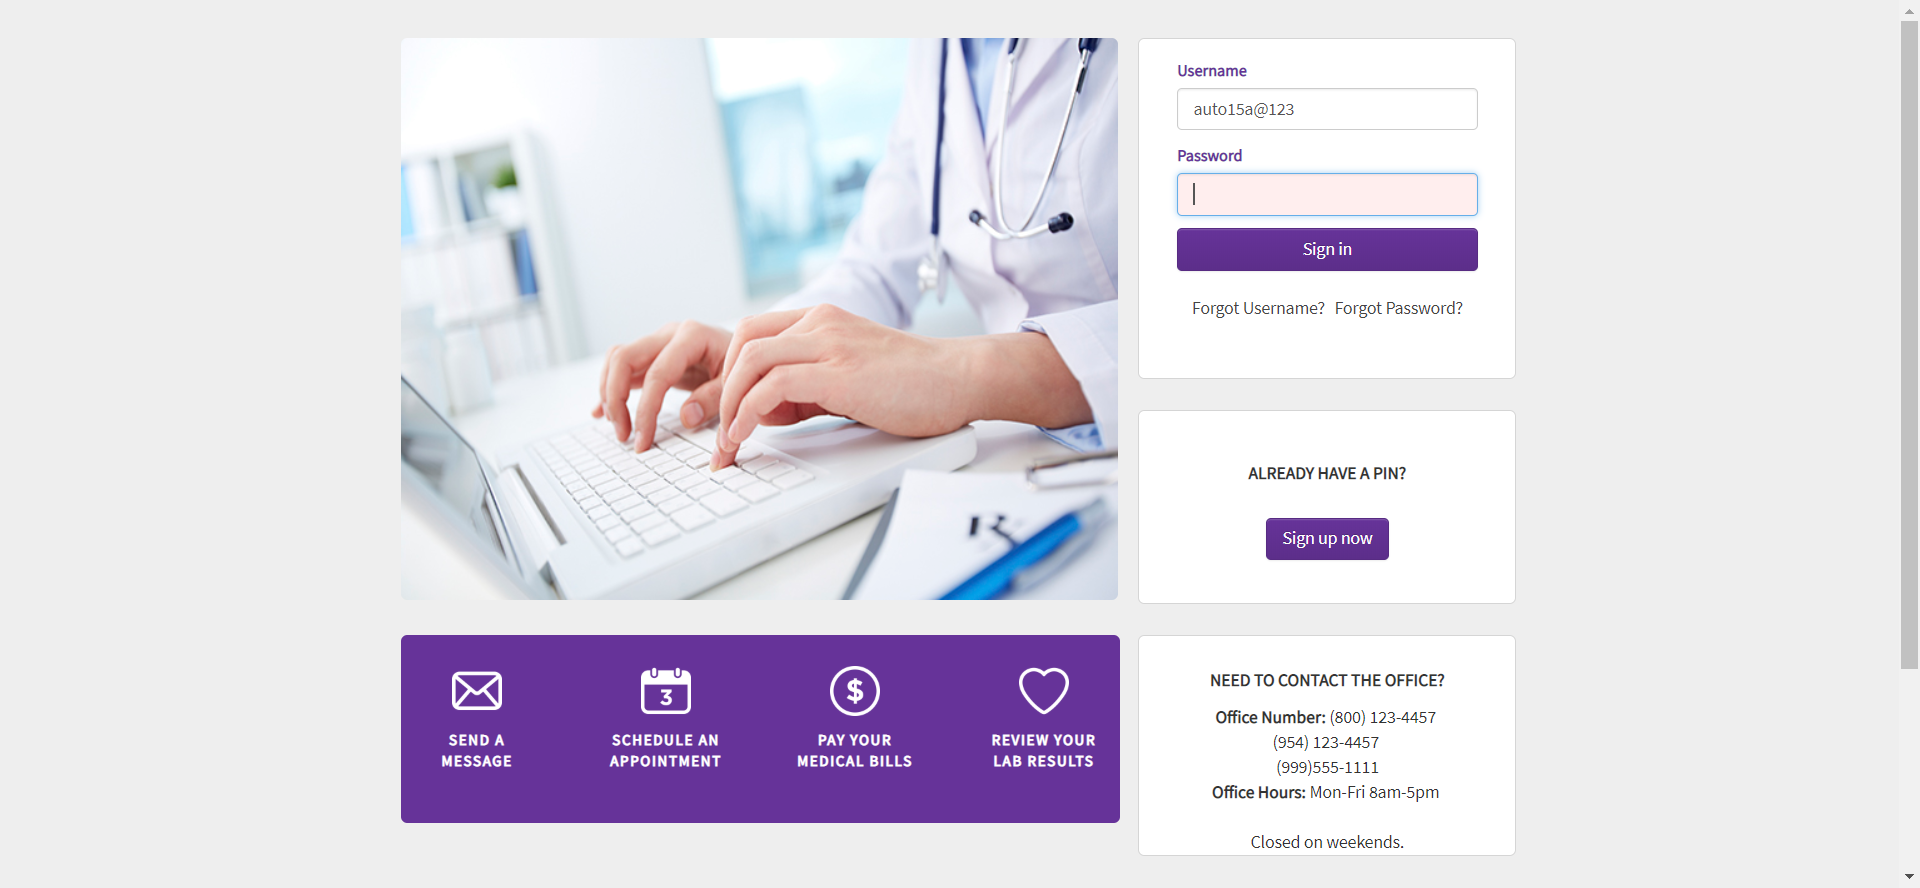 Username
auto15a@123
Password
Sign in
Forgot Username? Forgot Password?
ALREADY HAVE A PIN?
Sign up now
3
$
SEND A
MESSAGE
SCHEDULE AN
APPOINTMENT
PAY YOUR
MEDICAL BILLS
REVIEW YOUR
LAB RESULTS
NEED TO CONTACT THE OFFICE?
Office Number: (800) 123-4457
(954) 123-4457
(999)555-1111
Office Hours: Mon-Fri 8am-5pm
Closed on weekends.